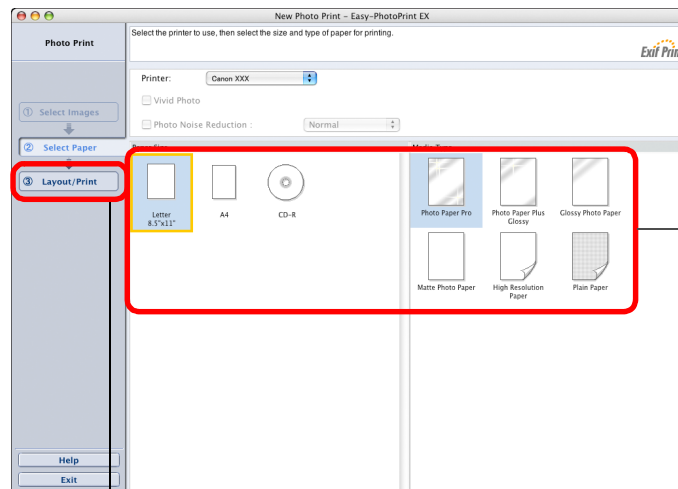 New Photo Print – Easy-PhotoPrint EX
Photo Print
Select the printer to use, then select the size and type of paper for printing.
Exif Prin
Printer:
Canon XXX
Vivid Photo
Photo Noise Reduction :
Normal
① Select Images
② Select Paper
③ Layout/Print
Letter
8.5"x11"
A4
CD-R
Photo Paper Pro
Photo Paper Plus
Glossy
Glossy Photo Paper
Matte Photo Paper
High Resolution
Paper
Plain Paper
Help
Exit